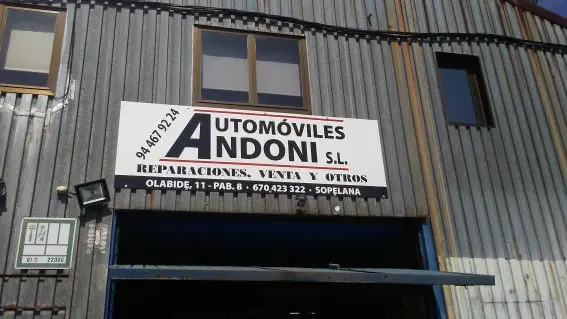 94 467 92 24
AUTOMÓVILES
ANDONI S.L.
REPARACIONES, VENTA Y OTROS
OLABIDE, 11 - PAB. 8 · 670 423 322 · SOPELANA